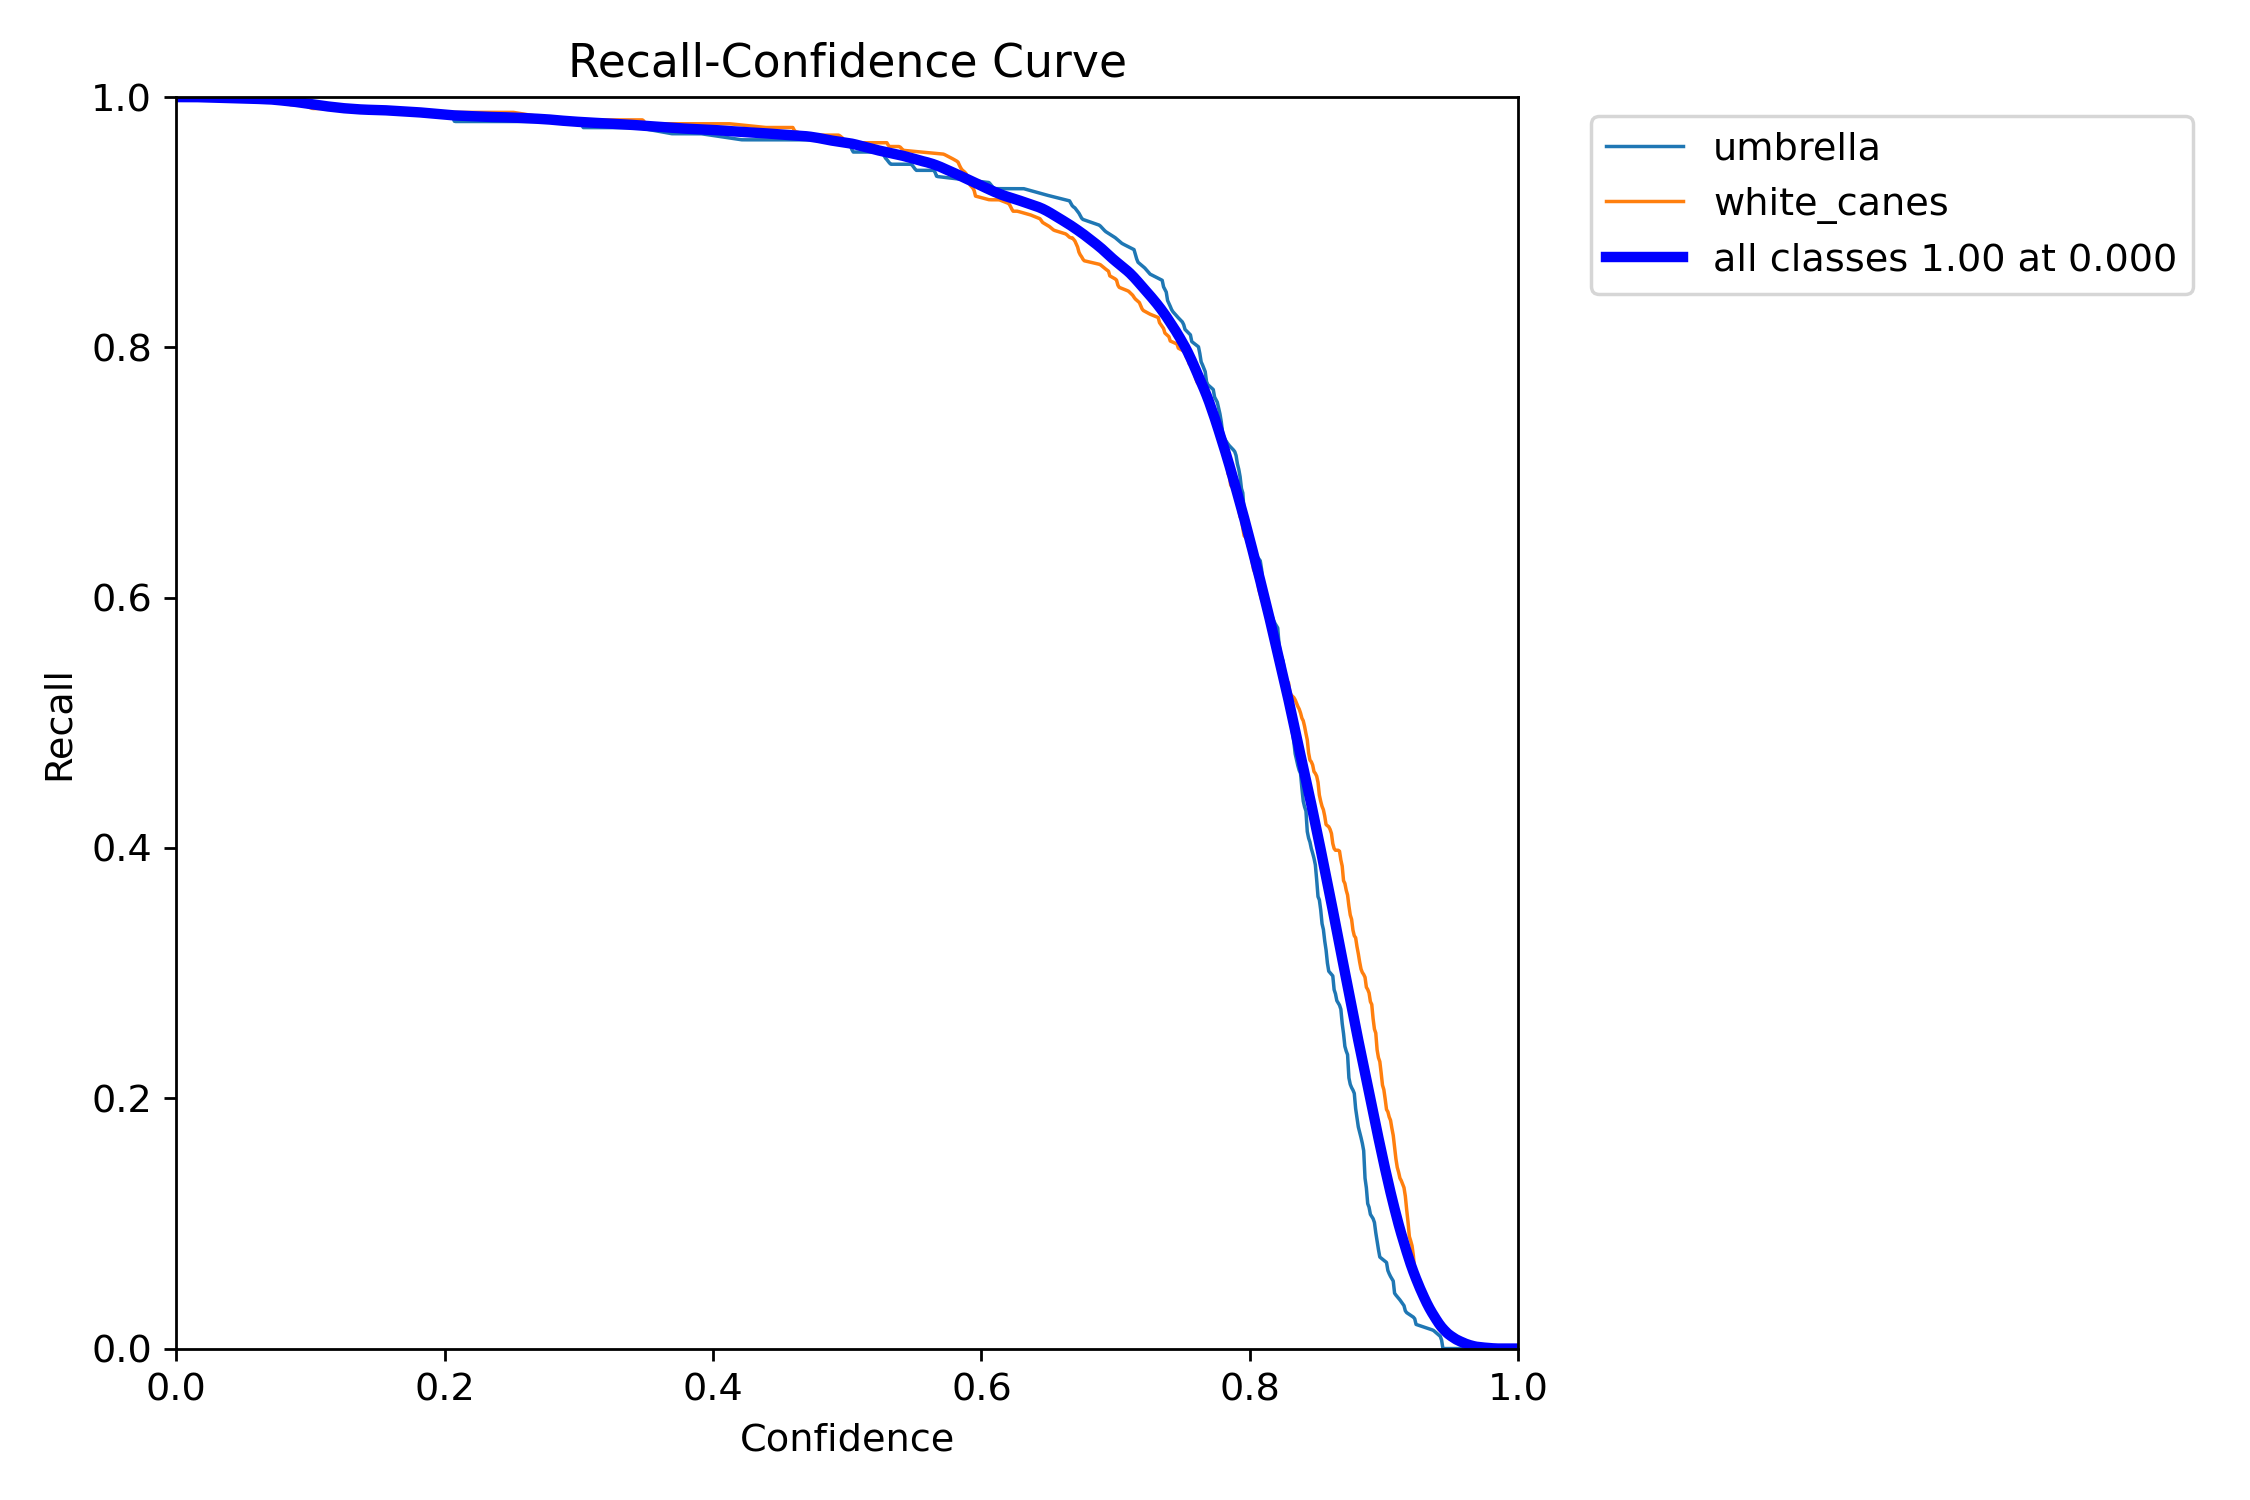 Recall-Confidence Curve
umbrella
white_canes
all classes 1.00 at 0.000
1.0
0.8
0.6
0.4
0.2
0.0
Recall
0.0 0.2 0.4 0.6 0.8 1.0
Confidence